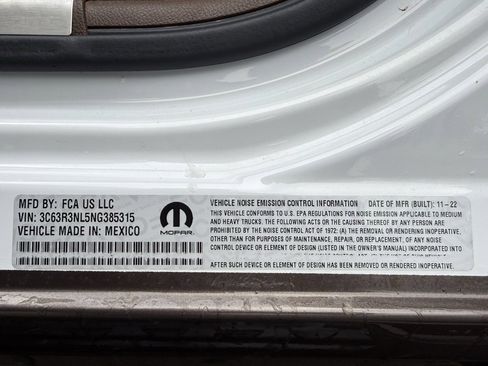 MFD BY: FCA US LLC
VIN: 3C63R3NL5NG385315
VEHICLE MADE IN: MEXICO
MOPAR
VEHICLE NOISE EMISSION CONTROL INFORMATION DATE OF MFR (BUILT): 11-22
THIS VEHICLE CONFORMS TO U.S. EPA REGULATIONS FOR NOISE EMISSION APPLICABLE TO MEDIUM
AND HEAVY TRUCKS. THE FOLLOWING ACTS OR THE CAUSING THEREOF BY ANY PERSON ARE
PROHIBITED BY THE NOISE CONTROL ACT OF 1972: (A) THE REMOVAL OR RENDERING INOPERATIVE,
OTHER THAN FOR PURPOSES OF MAINTENANCE, REPAIR, OR REPLACEMENT, OF ANY NOISE
CONTROL DEVICE OR ELEMENT OF DESIGN (LISTED IN THE OWNER'S MANUAL) INCORPORATED INTO
AFTER SUCH DEVICE OR ELEMENT OF DESIGN HAS BEEN REMOVED OR RENDERED INOPERATIVE.